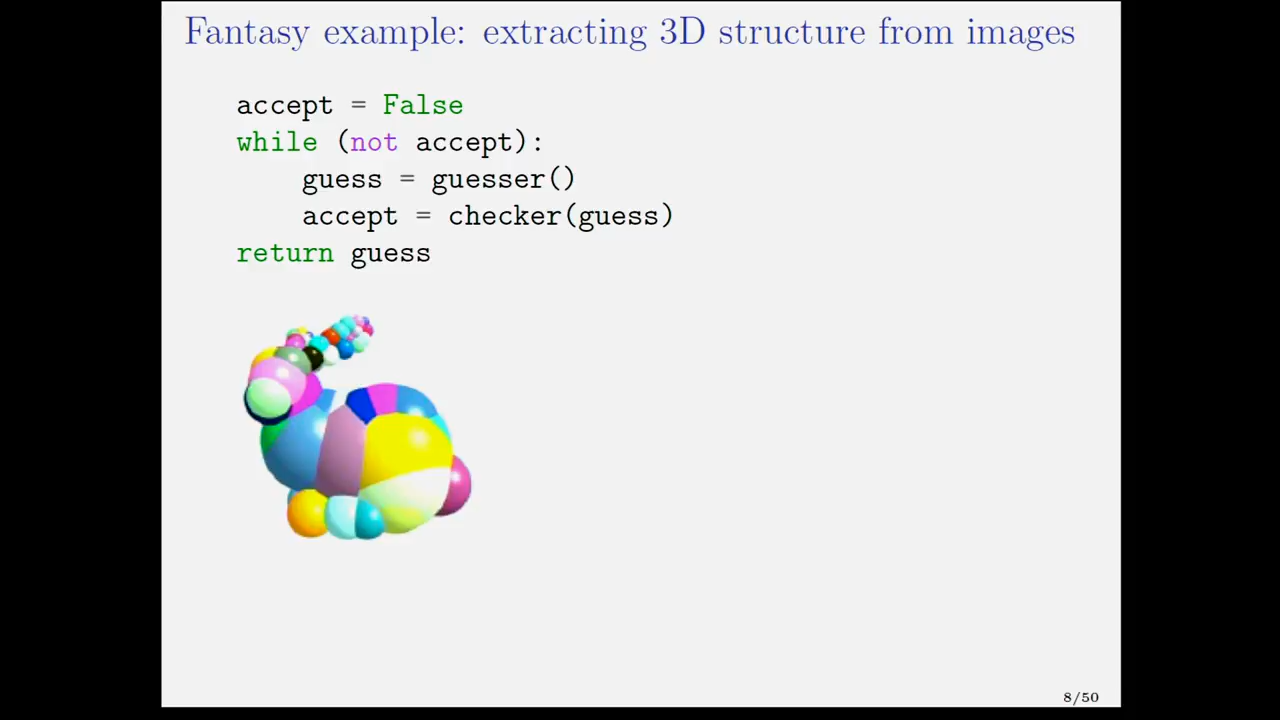 Fantasy example: extracting 3D structure from images
accept = False
while (not accept):
    guess = guesser()
    accept = checker(guess)
return guess
8/50